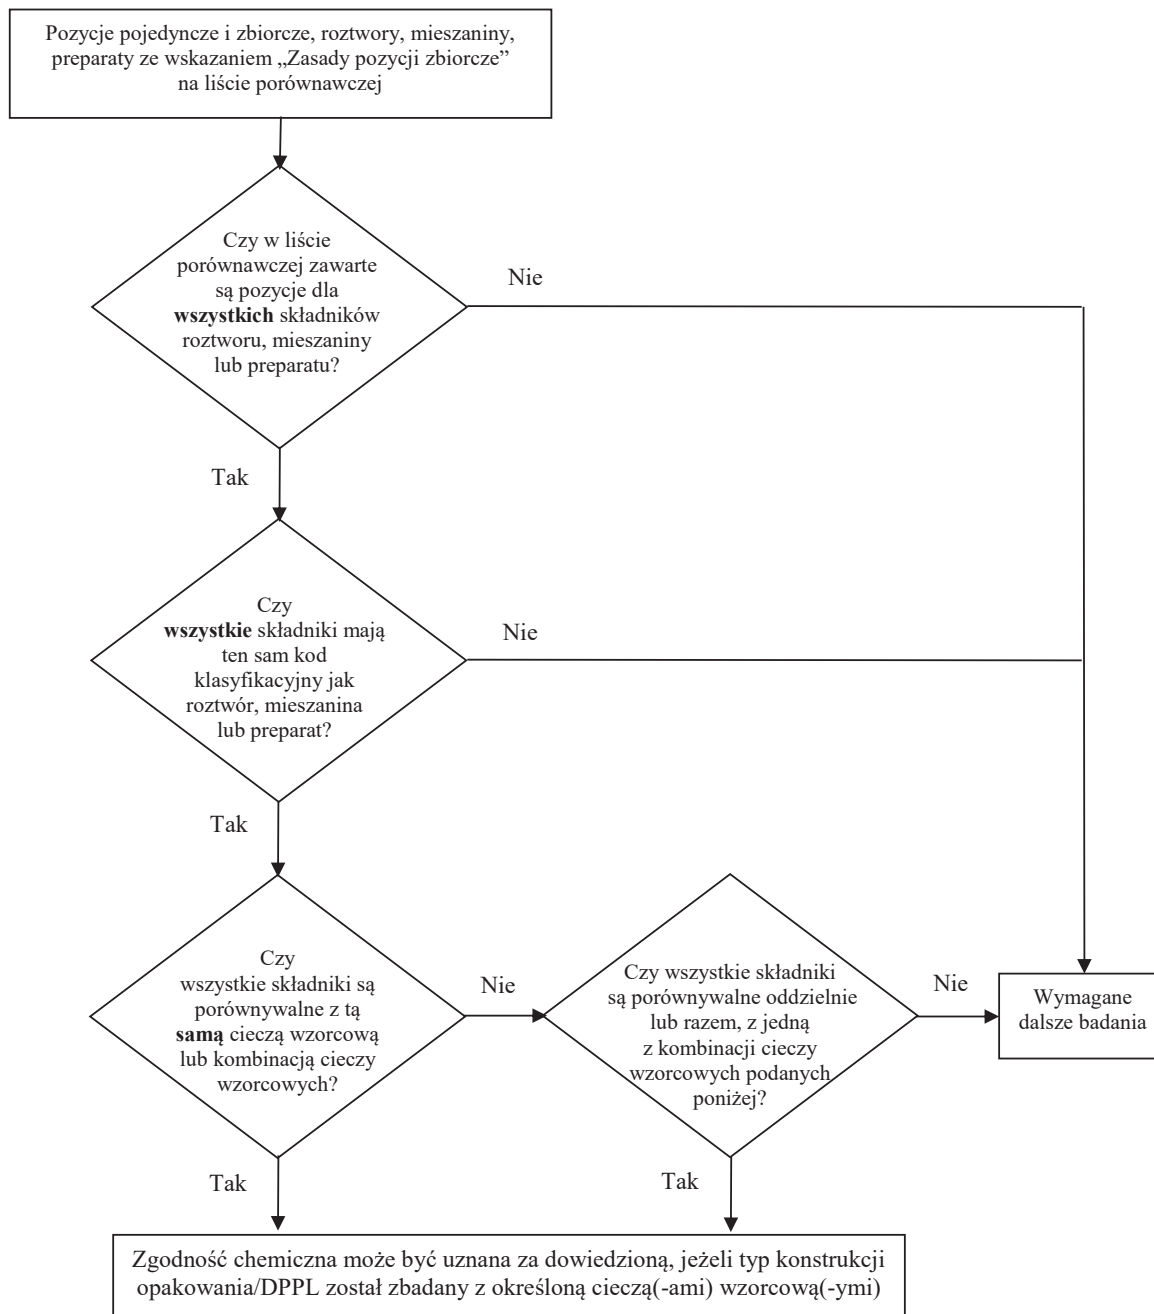 Pozycje pojedyncze i zbiorcze, roztwory, mieszaniny,
preparaty ze wskazaniem „Zasady pozycji zbiorcze”
na liście porównawczej
Czy w liście
porównawczej zawarte
są pozycje dla
wszystkich składników
roztworu, mieszaniny
lub preparatu?
Nie
Tak
Czy
wszystkie składniki mają
ten sam kod
klasyfikacyjny jak
roztwór, mieszanina
lub preparat?
Nie
Tak
Czy
wszystkie składniki są
porównywalne z tą
samą cieczą wzorcową
lub kombinacją cieczy
wzorcowych?
Nie
Czy wszystkie składniki
są porównywalne oddzielnie
lub razem, z jedną
z kombinacji cieczy
wzorcowych podanych
poniżej?
Nie
Wymagane
dalsze badania
Tak
Tak
Zgodność chemiczna może być uznana za dowiedzioną, jeżeli typ konstrukcji
opakowania/DPPL został zbadany z określoną cieczą(-ami) wzorcową(-ymi)